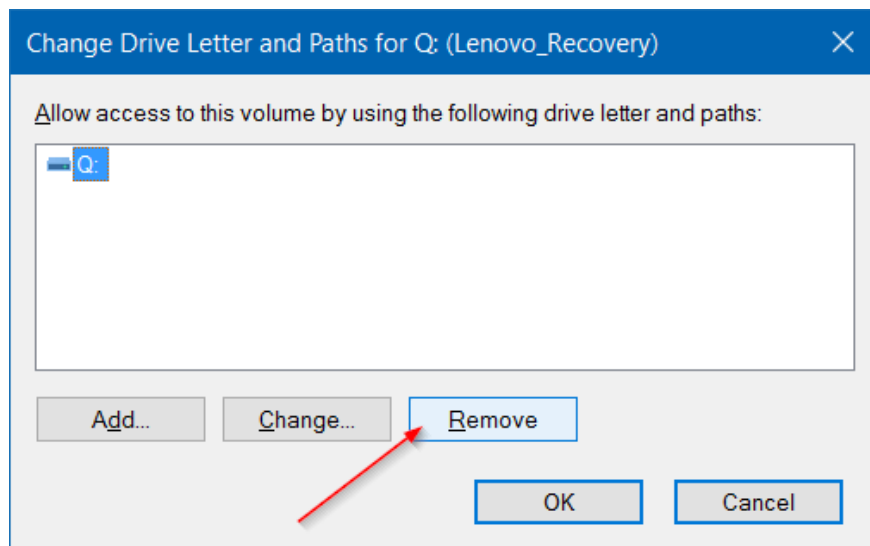 Change Drive Letter and Paths for Q: (Lenovo_Recovery)
Allow access to this volume by using the following drive letter and paths:
Q:
Add... Change... Remove
OK Cancel